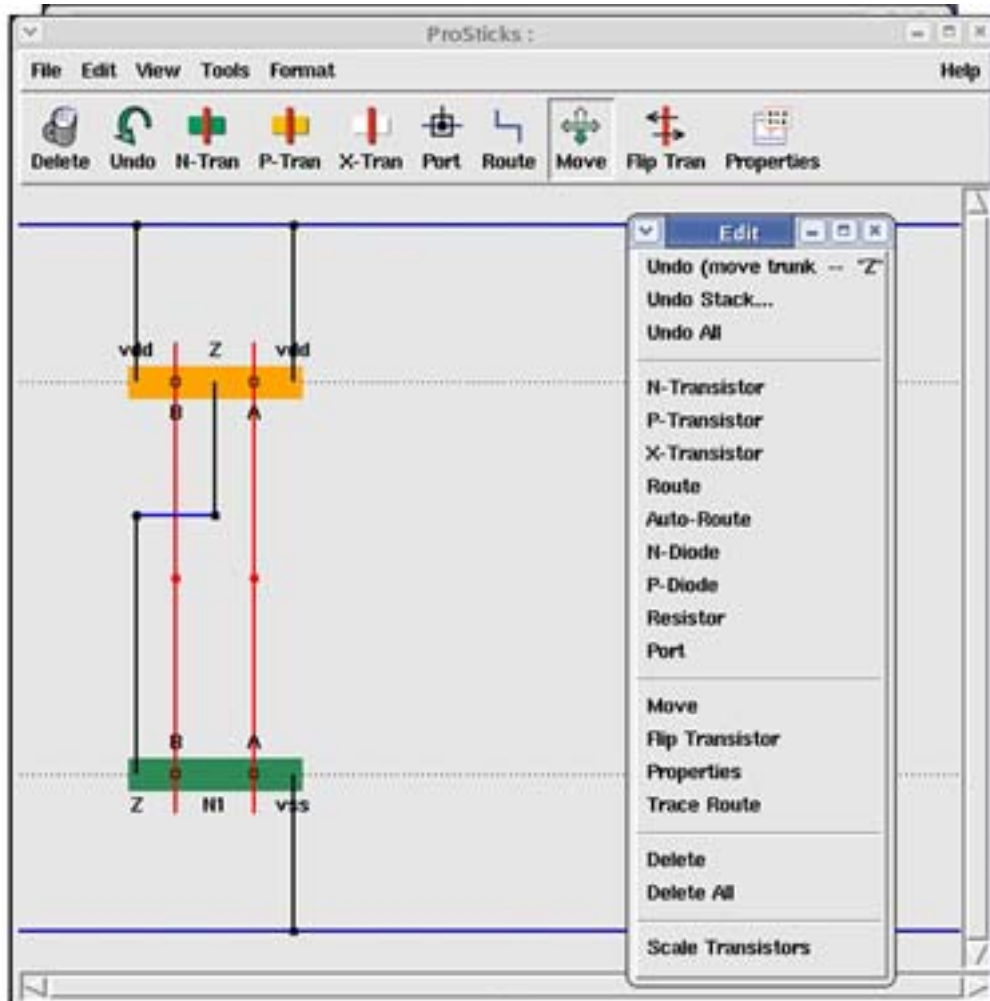 ProSticks :
File Edit View Tools Format Help
Delete Undo N-Tran P-Tran X-Tran Port Route Move Flip Tran Properties
Edit
Undo (move trunk -- "Z"
Undo Stack...
Undo All
N-Transistor
P-Transistor
X-Transistor
Route
Auto-Route
N-Diode
P-Diode
Resistor
Port
Move
Flip Transistor
Properties
Trace Route
Delete
Delete All
Scale Transistors
vdd Z vdd
B A
B A
Z N1 vss